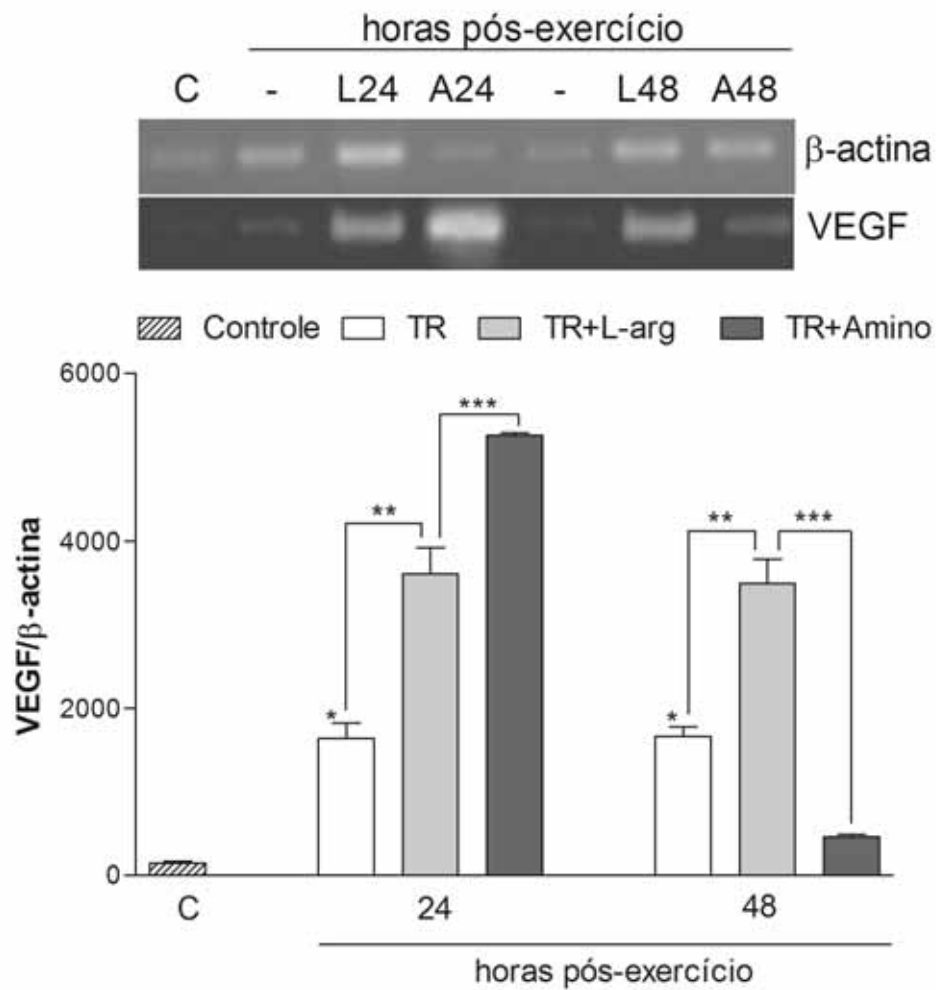 horas pós-exercício
C - L24 A24 - L48 A48
β-actina
VEGF
Controle TR TR+L-arg TR+Amino
VEGF/β-actina
6000
***
** ** ***
4000
2000
* *
0
C 24 48
horas pós-exercício